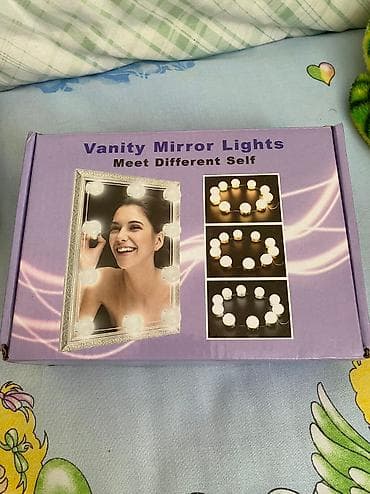 Vanity Mirror Lights
Meet Different Self